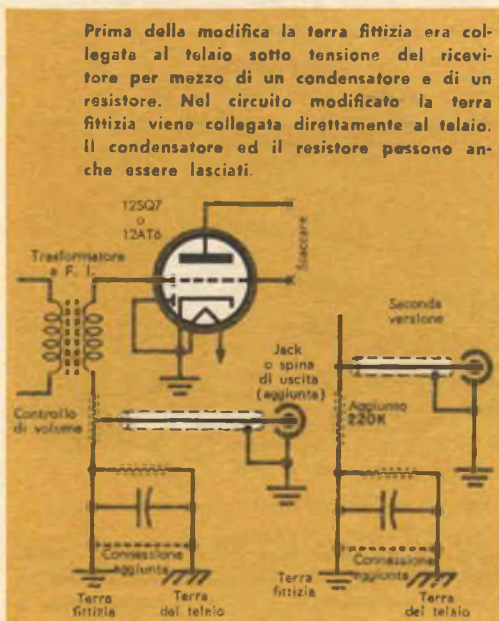 Prima della modifica la terra fittizia era col-
legata al telaio sotto tensione del ricevi-
tore per mezzo di un condensatore e di un
resistore. Nel circuito modificato la terra
fittizia viene collegata direttamente al telaio.
Il condensatore ed il resistore possono an-
che essere lasciati.
12SQ7
o
12AT6
Staccare
Trasformatore
a F. I.
Controllo
di volume
Jack
o spina
di uscita
(aggiunta)
Connessione
aggiunta
Terra
fittizia
Terra
del telaio
Seconda
versione
Aggiunto
220K
Connessione
aggiunta
Terra
fittizia
Terra
del telaio